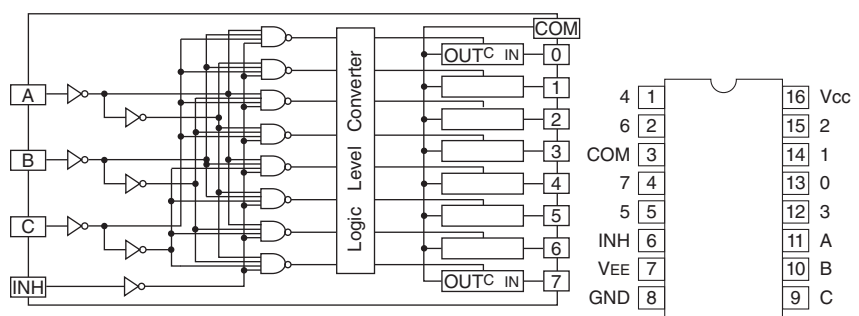 COM
A
B
C
INH
Logic Level Converter
OUT C IN
0
1
2
3
4
5
6
OUT C IN
7
4 1 16 Vcc
6 2 15 2
COM 3 14 1
7 4 13 0
5 5 12 3
INH 6 11 A
VEE 7 10 B
GND 8 9 C